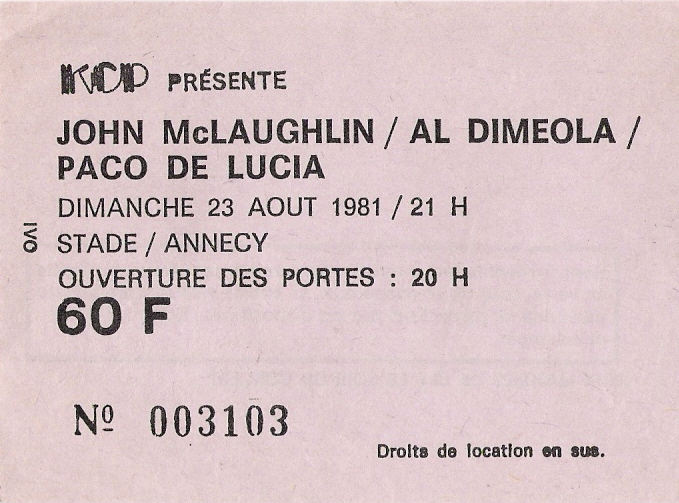 KCP PRÉSENTE
JOHN McLAUGHLIN / AL DIMEOLA /
PACO DE LUCIA
DIMANCHE 23 AOUT 1981 / 21 H
STADE / ANNECY
OUVERTURE DES PORTES : 20 H
60 F
IVO
Nº 003103
Droits de location en sus.